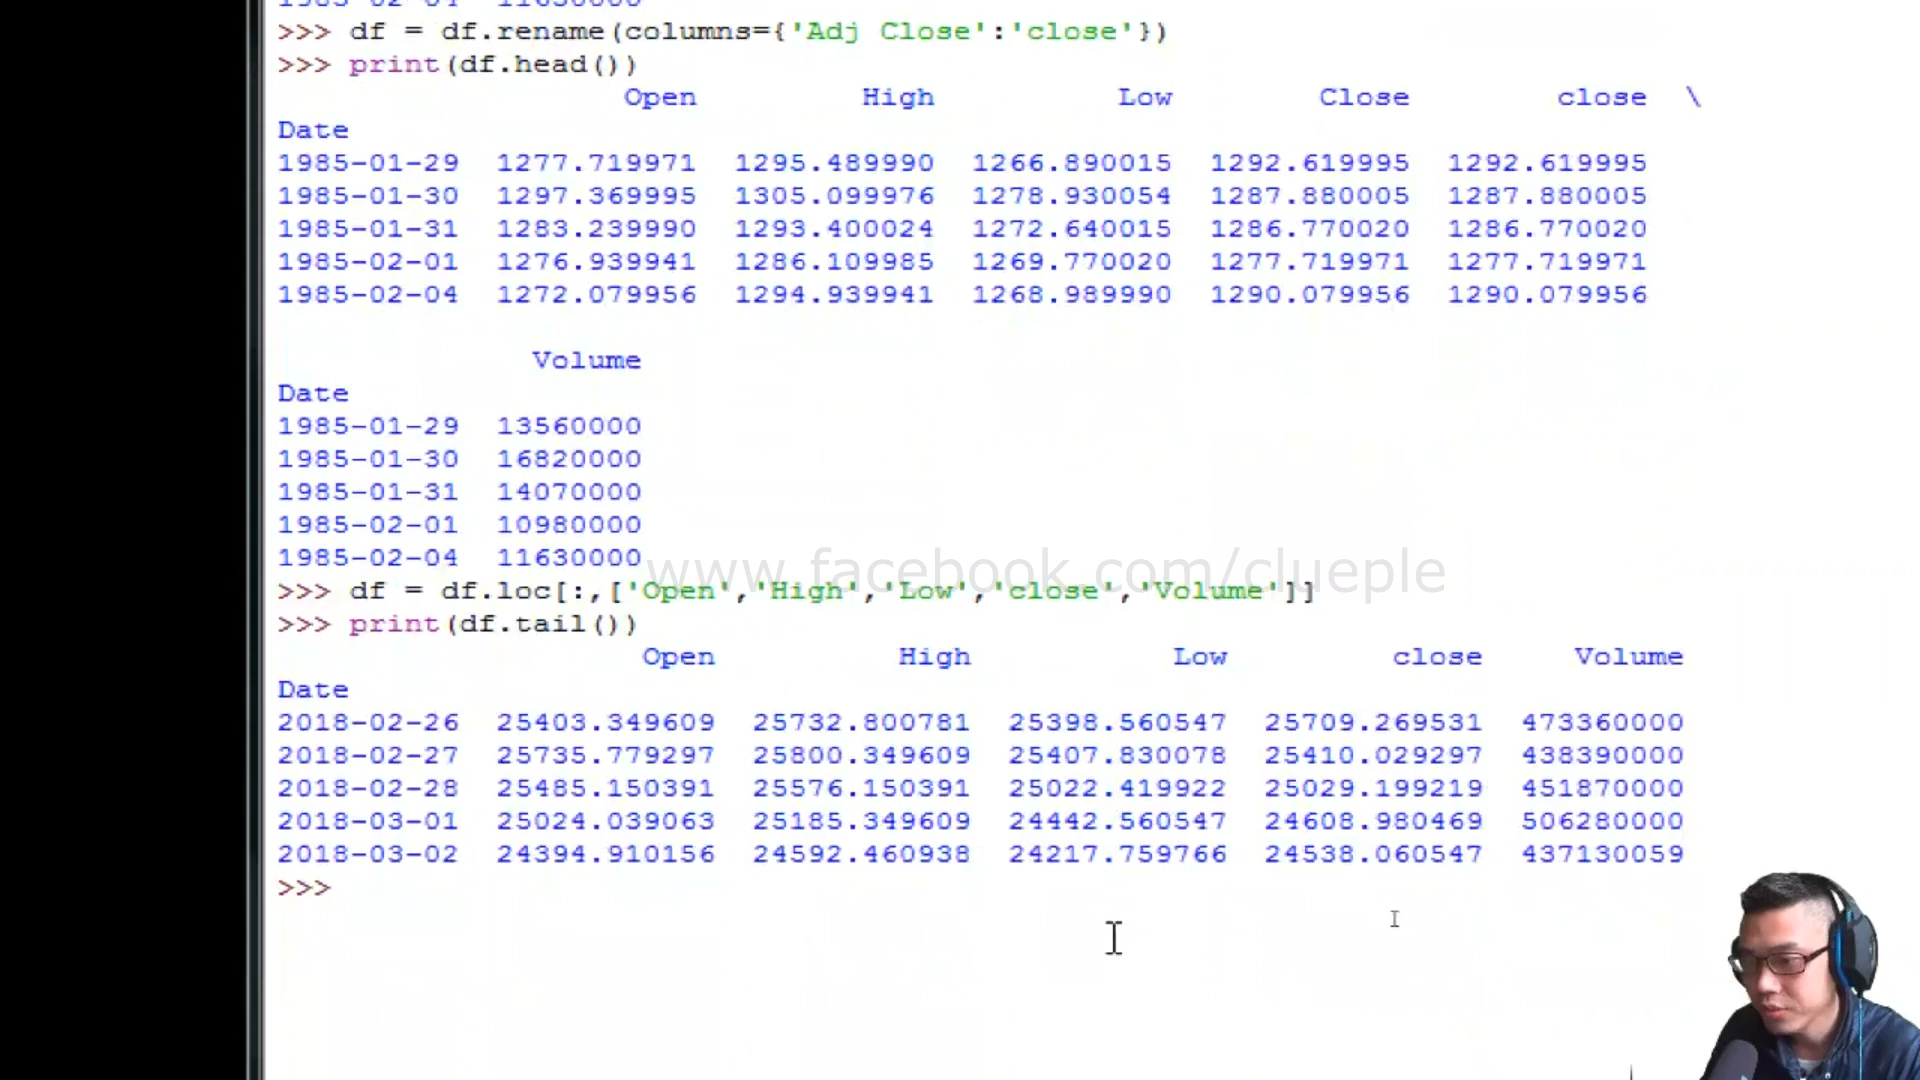 1985-02-04 11630000
>>> df = df.rename(columns={'Adj Close':'close'})
>>> print(df.head())
Open High Low Close close \
Date
1985-01-29 1277.719971 1295.489990 1266.890015 1292.619995 1292.619995
1985-01-30 1297.369995 1305.099976 1278.930054 1287.880005 1287.880005
1985-01-31 1283.239990 1293.400024 1272.640015 1286.770020 1286.770020
1985-02-01 1276.939941 1286.109985 1269.770020 1277.719971 1277.719971
1985-02-04 1272.079956 1294.939941 1268.989990 1290.079956 1290.079956
Volume
Date
1985-01-29 13560000
1985-01-30 16820000
1985-01-31 14070000
1985-02-01 10980000
1985-02-04 11630000
www.facebook.com/clueple
>>> df = df.loc[:,['Open','High','Low','close','Volume']]
>>> print(df.tail())
Open High Low close Volume
Date
2018-02-26 25403.349609 25732.800781 25398.560547 25709.269531 473360000
2018-02-27 25735.779297 25800.349609 25407.830078 25410.029297 438390000
2018-02-28 25485.150391 25576.150391 25022.419922 25029.199219 451870000
2018-03-01 25024.039063 25185.349609 24442.560547 24608.980469 506280000
2018-03-02 24394.910156 24592.460938 24217.759766 24538.060547 437130059
>>>